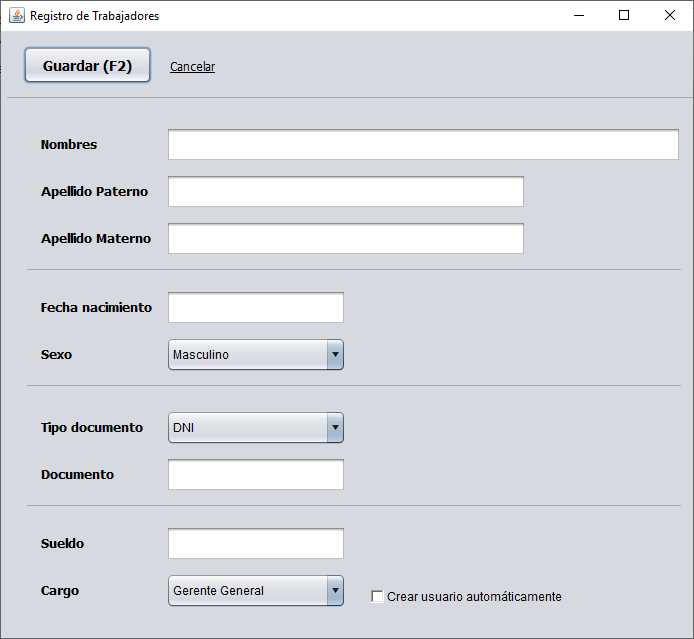 Registro de Trabajadores
Guardar (F2) Cancelar
Nombres
Apellido Paterno
Apellido Materno
Fecha nacimiento
Sexo Masculino
Tipo documento DNI
Documento
Sueldo
Cargo Gerente General Crear usuario automáticamente